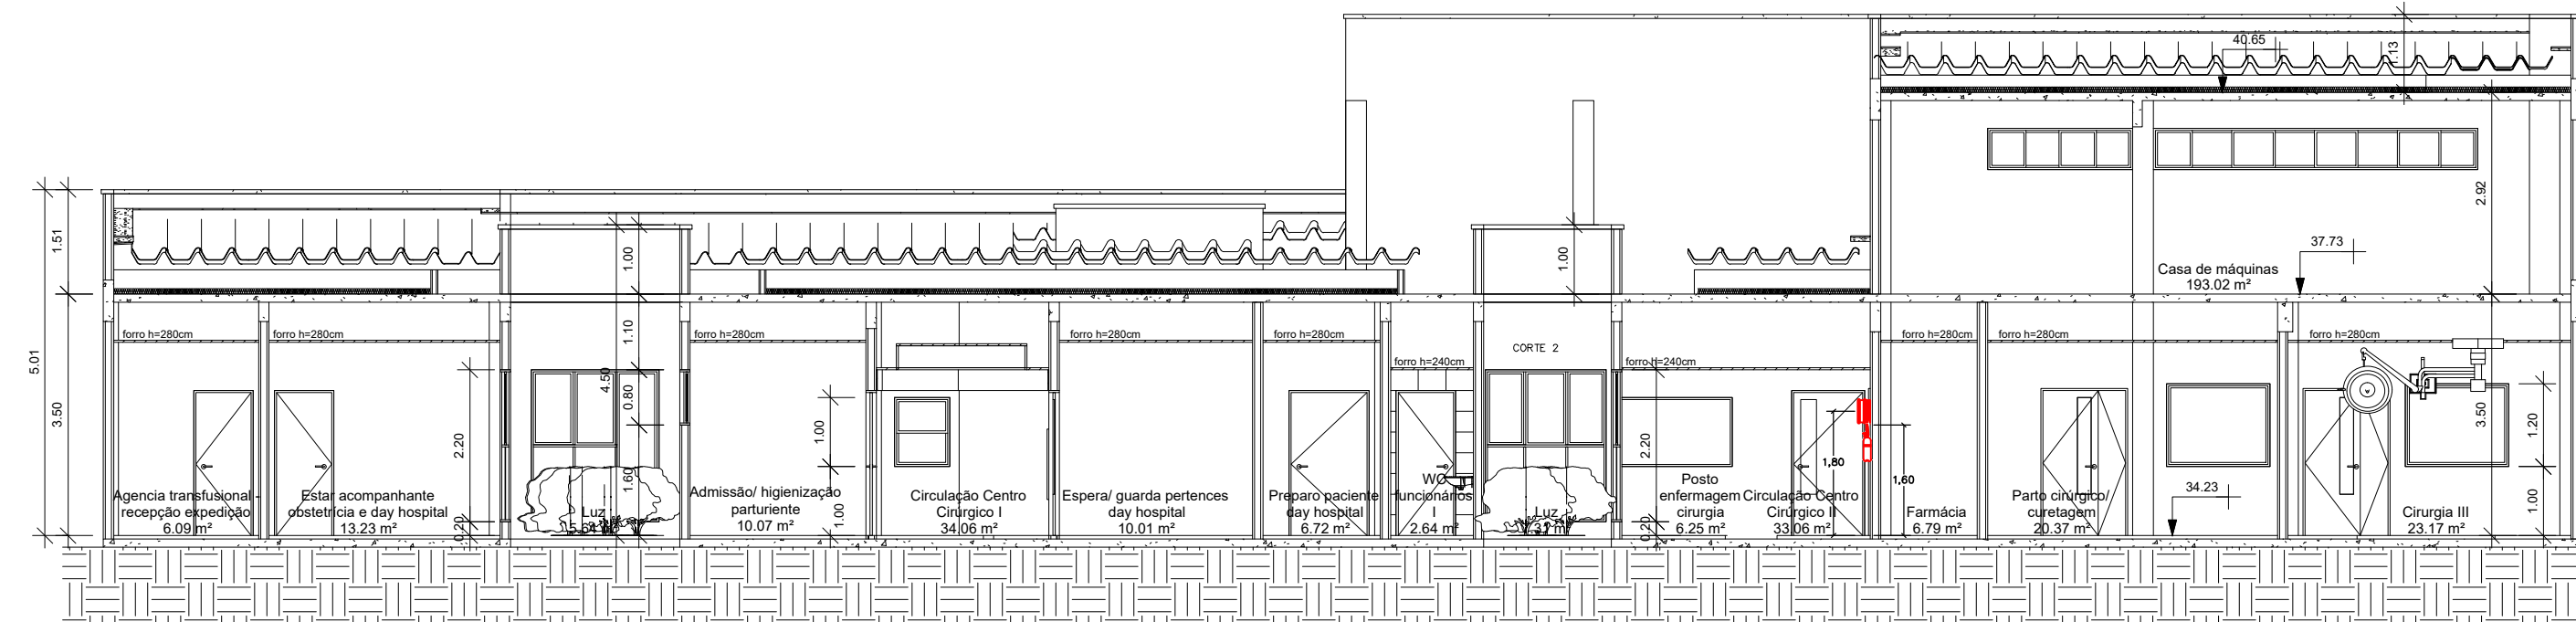 40.65
1.13
2.92
37.73
Casa de máquinas
193.02 m²
1.51
5.01
3.50
1.00
1.00
forro h=280cm
forro h=280cm
1.10
forro h=280cm
forro h=280cm
forro h=280cm
forro h=240cm
CORTE 2
forro h=240cm
forro h=280cm
forro h=280cm
forro h=280cm
4.50
0.80
2.20
1.60
0.20
1.00
1.00
2.20
0.20
1,80
1,60
34.23
3.50
1.20
1.00
Agencia transfusional -
recepção expedição
6.09 m²
Estar acompanhante
obstetrícia e day hospital
13.23 m²
Luz
Admissão/ higienização
parturiente
10.07 m²
Circulação Centro
Cirúrgico I
34.06 m²
Espera/ guarda pertences
day hospital
10.01 m²
Preparo paciente
day hospital
6.72 m²
WC
funcionários
I
2.64 m²
Luz
Posto
enfermagem
cirurgia
6.25 m²
Circulação Centro
Cirúrgico II
33.06 m²
Farmácia
6.79 m²
Parto cirúrgico/
curetagem
20.37 m²
Cirurgia III
23.17 m²